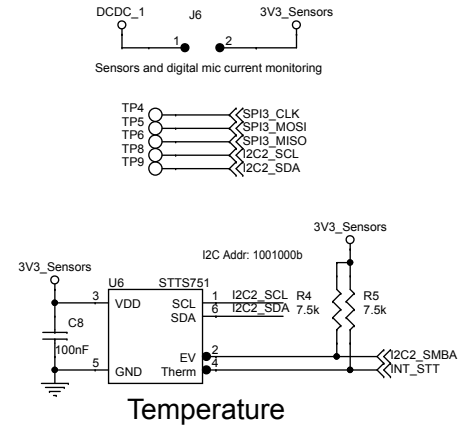 DCDC_1 J6 3V3_Sensors
1 2
Sensors and digital mic current monitoring
TP4 SPI3_CLK
TP5 SPI3_MOSI
TP6 SPI3_MISO
TP8 I2C2_SCL
TP9 I2C2_SDA
3V3_Sensors
I2C Addr: 1001000b
3V3_Sensors
U6 STTS751
3 VDD SCL 1 I2C2_SCL R4 R5
SDA 6 I2C2_SDA 7.5k 7.5k
C8
100nF
EV 2 I2C2_SMBA
5 GND Therm 4 INT_STT
Temperature